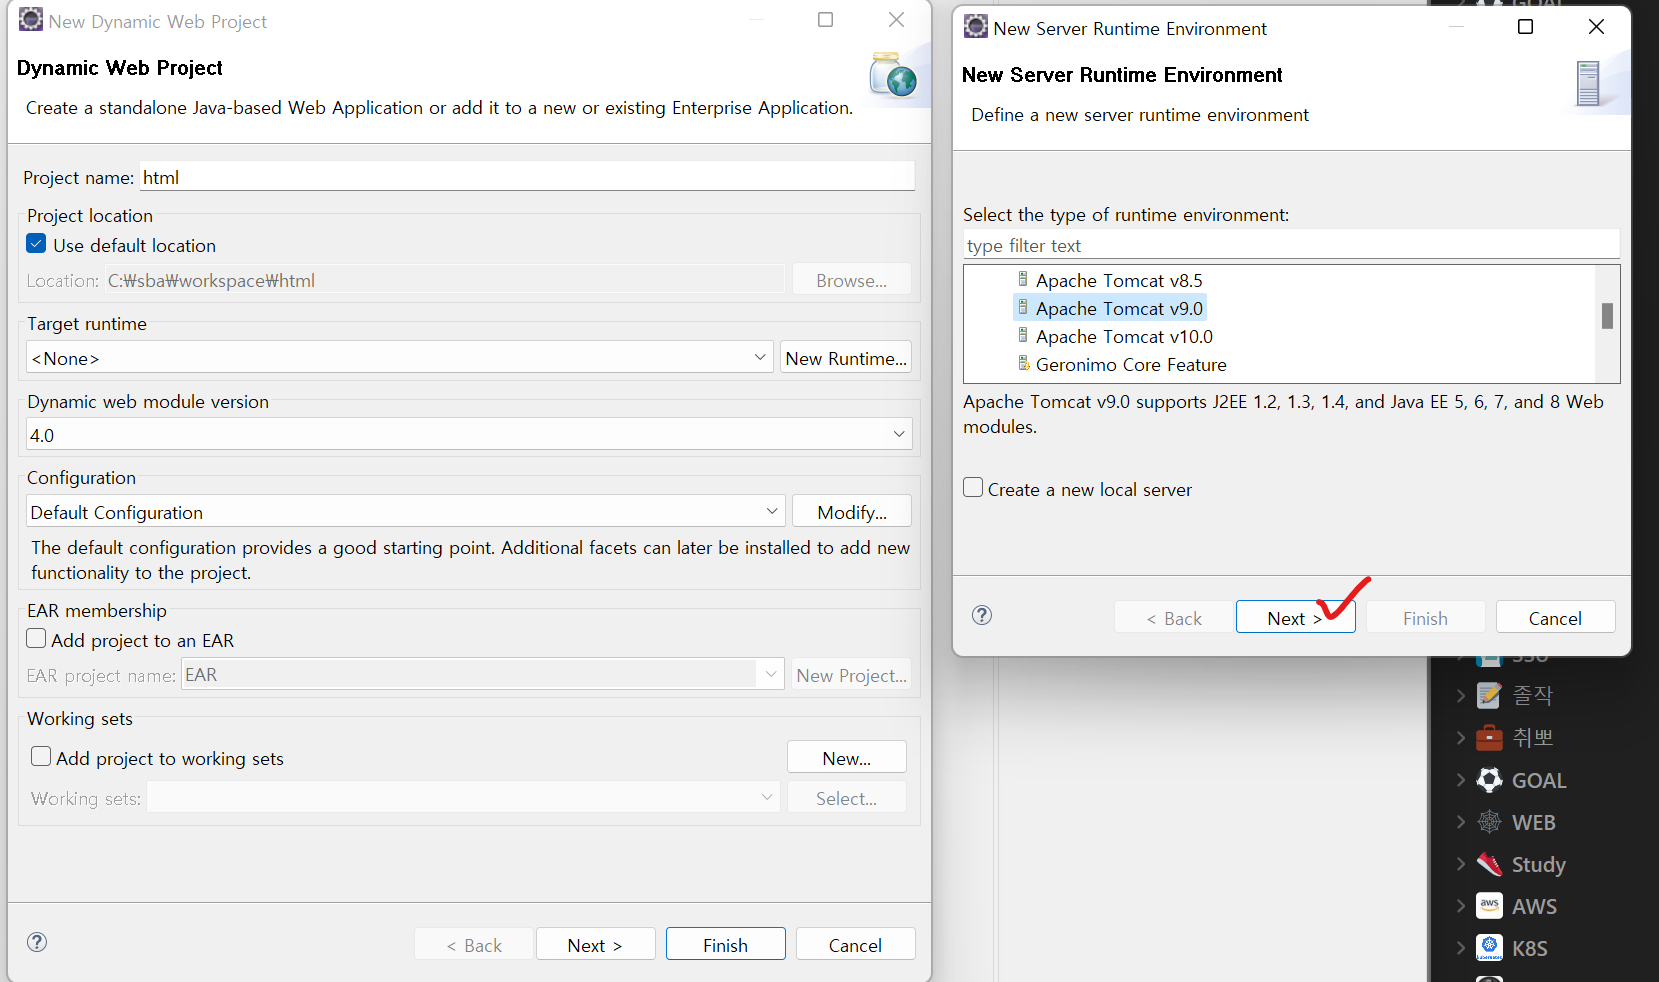 New Dynamic Web Project
Dynamic Web Project
Create a standalone Java-based Web Application or add it to a new or existing Enterprise Application.
Project name: html
Project location
Use default location
Location: C:₩sba₩workspace₩html Browse...
Target runtime
<None> New Runtime...
Dynamic web module version
4.0
Configuration
Default Configuration Modify...
The default configuration provides a good starting point. Additional facets can later be installed to add new
functionality to the project.
EAR membership
Add project to an EAR
EAR project name: EAR New Project...
Working sets
Add project to working sets New...
Working sets: Select...
< Back Next > Finish Cancel
New Server Runtime Environment
New Server Runtime Environment
Define a new server runtime environment
Select the type of runtime environment:
type filter text
Apache Tomcat v8.5
Apache Tomcat v9.0
Apache Tomcat v10.0
Geronimo Core Feature
Apache Tomcat v9.0 supports J2EE 1.2, 1.3, 1.4, and Java EE 5, 6, 7, and 8 Web
modules.
Create a new local server
< Back Next > Finish Cancel
졸작
취뽀
GOAL
WEB
Study
aws AWS
kubernetes K8S